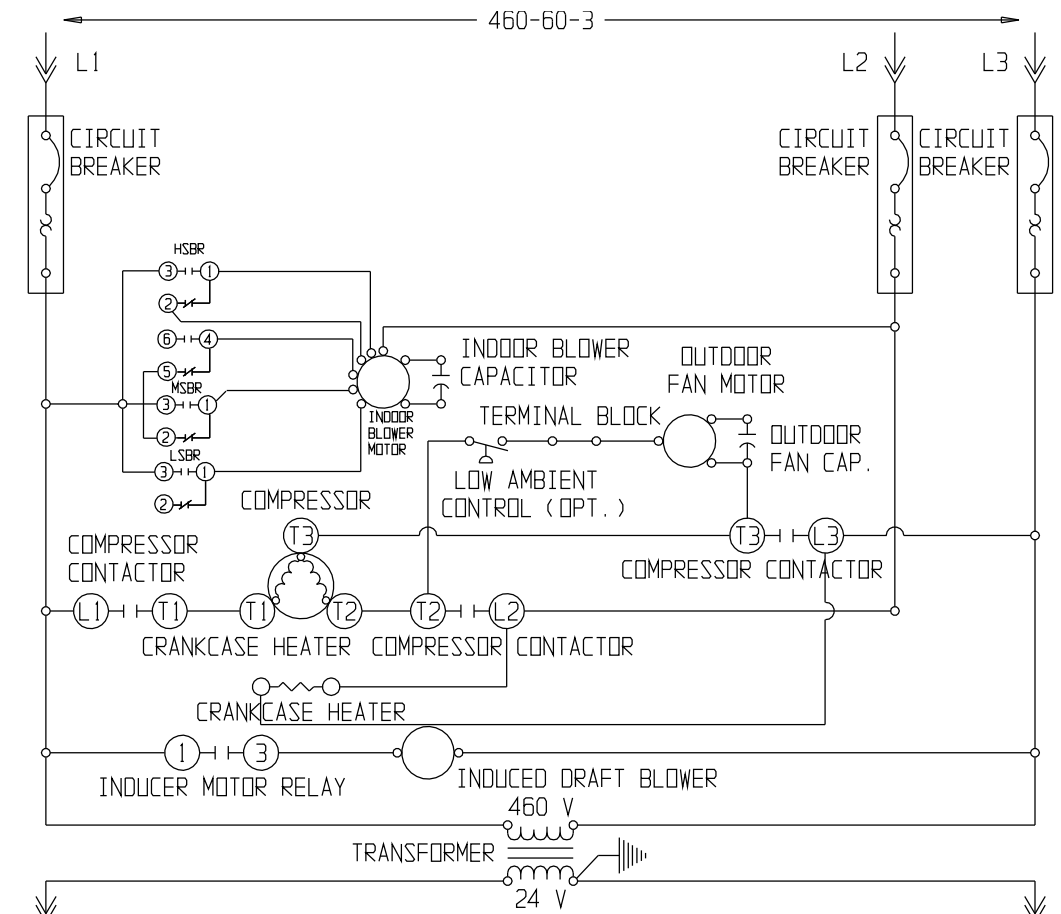 460-60-3
L1
L2
L3
CIRCUIT
BREAKER
CIRCUIT
BREAKER
CIRCUIT
BREAKER
HSBR
3
1
2
6
4
5
MSBR
3
1
2
LSBR
3
1
2
INDOOR
BLOWER
MOTOR
INDOOR BLOWER
CAPACITOR
OUTDOOR
FAN MOTOR
TERMINAL BLOCK
OUTDOOR
FAN CAP.
LOW AMBIENT
CONTROL (OPT.)
COMPRESSOR
T3
T3
L3
COMPRESSOR
CONTACTOR
COMPRESSOR CONTACTOR
L1
T1
T1
T2
T2
L2
CRANKCASE HEATER
COMPRESSOR CONTACTOR
CRANKCASE HEATER
1
3
INDUCER MOTOR RELAY
INDUCED DRAFT BLOWER
460 V
TRANSFORMER
24 V